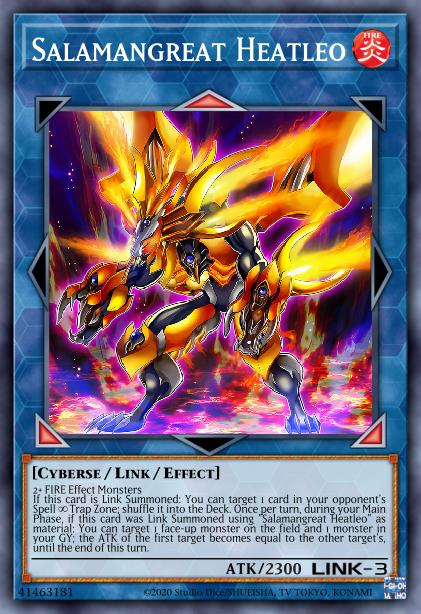 Salamangreat Heatleo
FIRE
炎
[Cyberse / Link / Effect]
2+ FIRE Effect Monsters
If this card is Link Summoned: You can target 1 card in your opponent's
Spell ∞ Trap Zone; shuffle it into the Deck. Once per turn, during your Main
Phase, if this card was Link Summoned using "Salamangreat Heatleo" as
material: You can target 1 face-up monster on the field and 1 monster in
your GY; the ATK of the first target becomes equal to the other target's,
until the end of this turn.
ATK/2300 LINK-3
41463181
©2020 Studio Dice/SHUEISHA, TV TOKYO, KONAMI